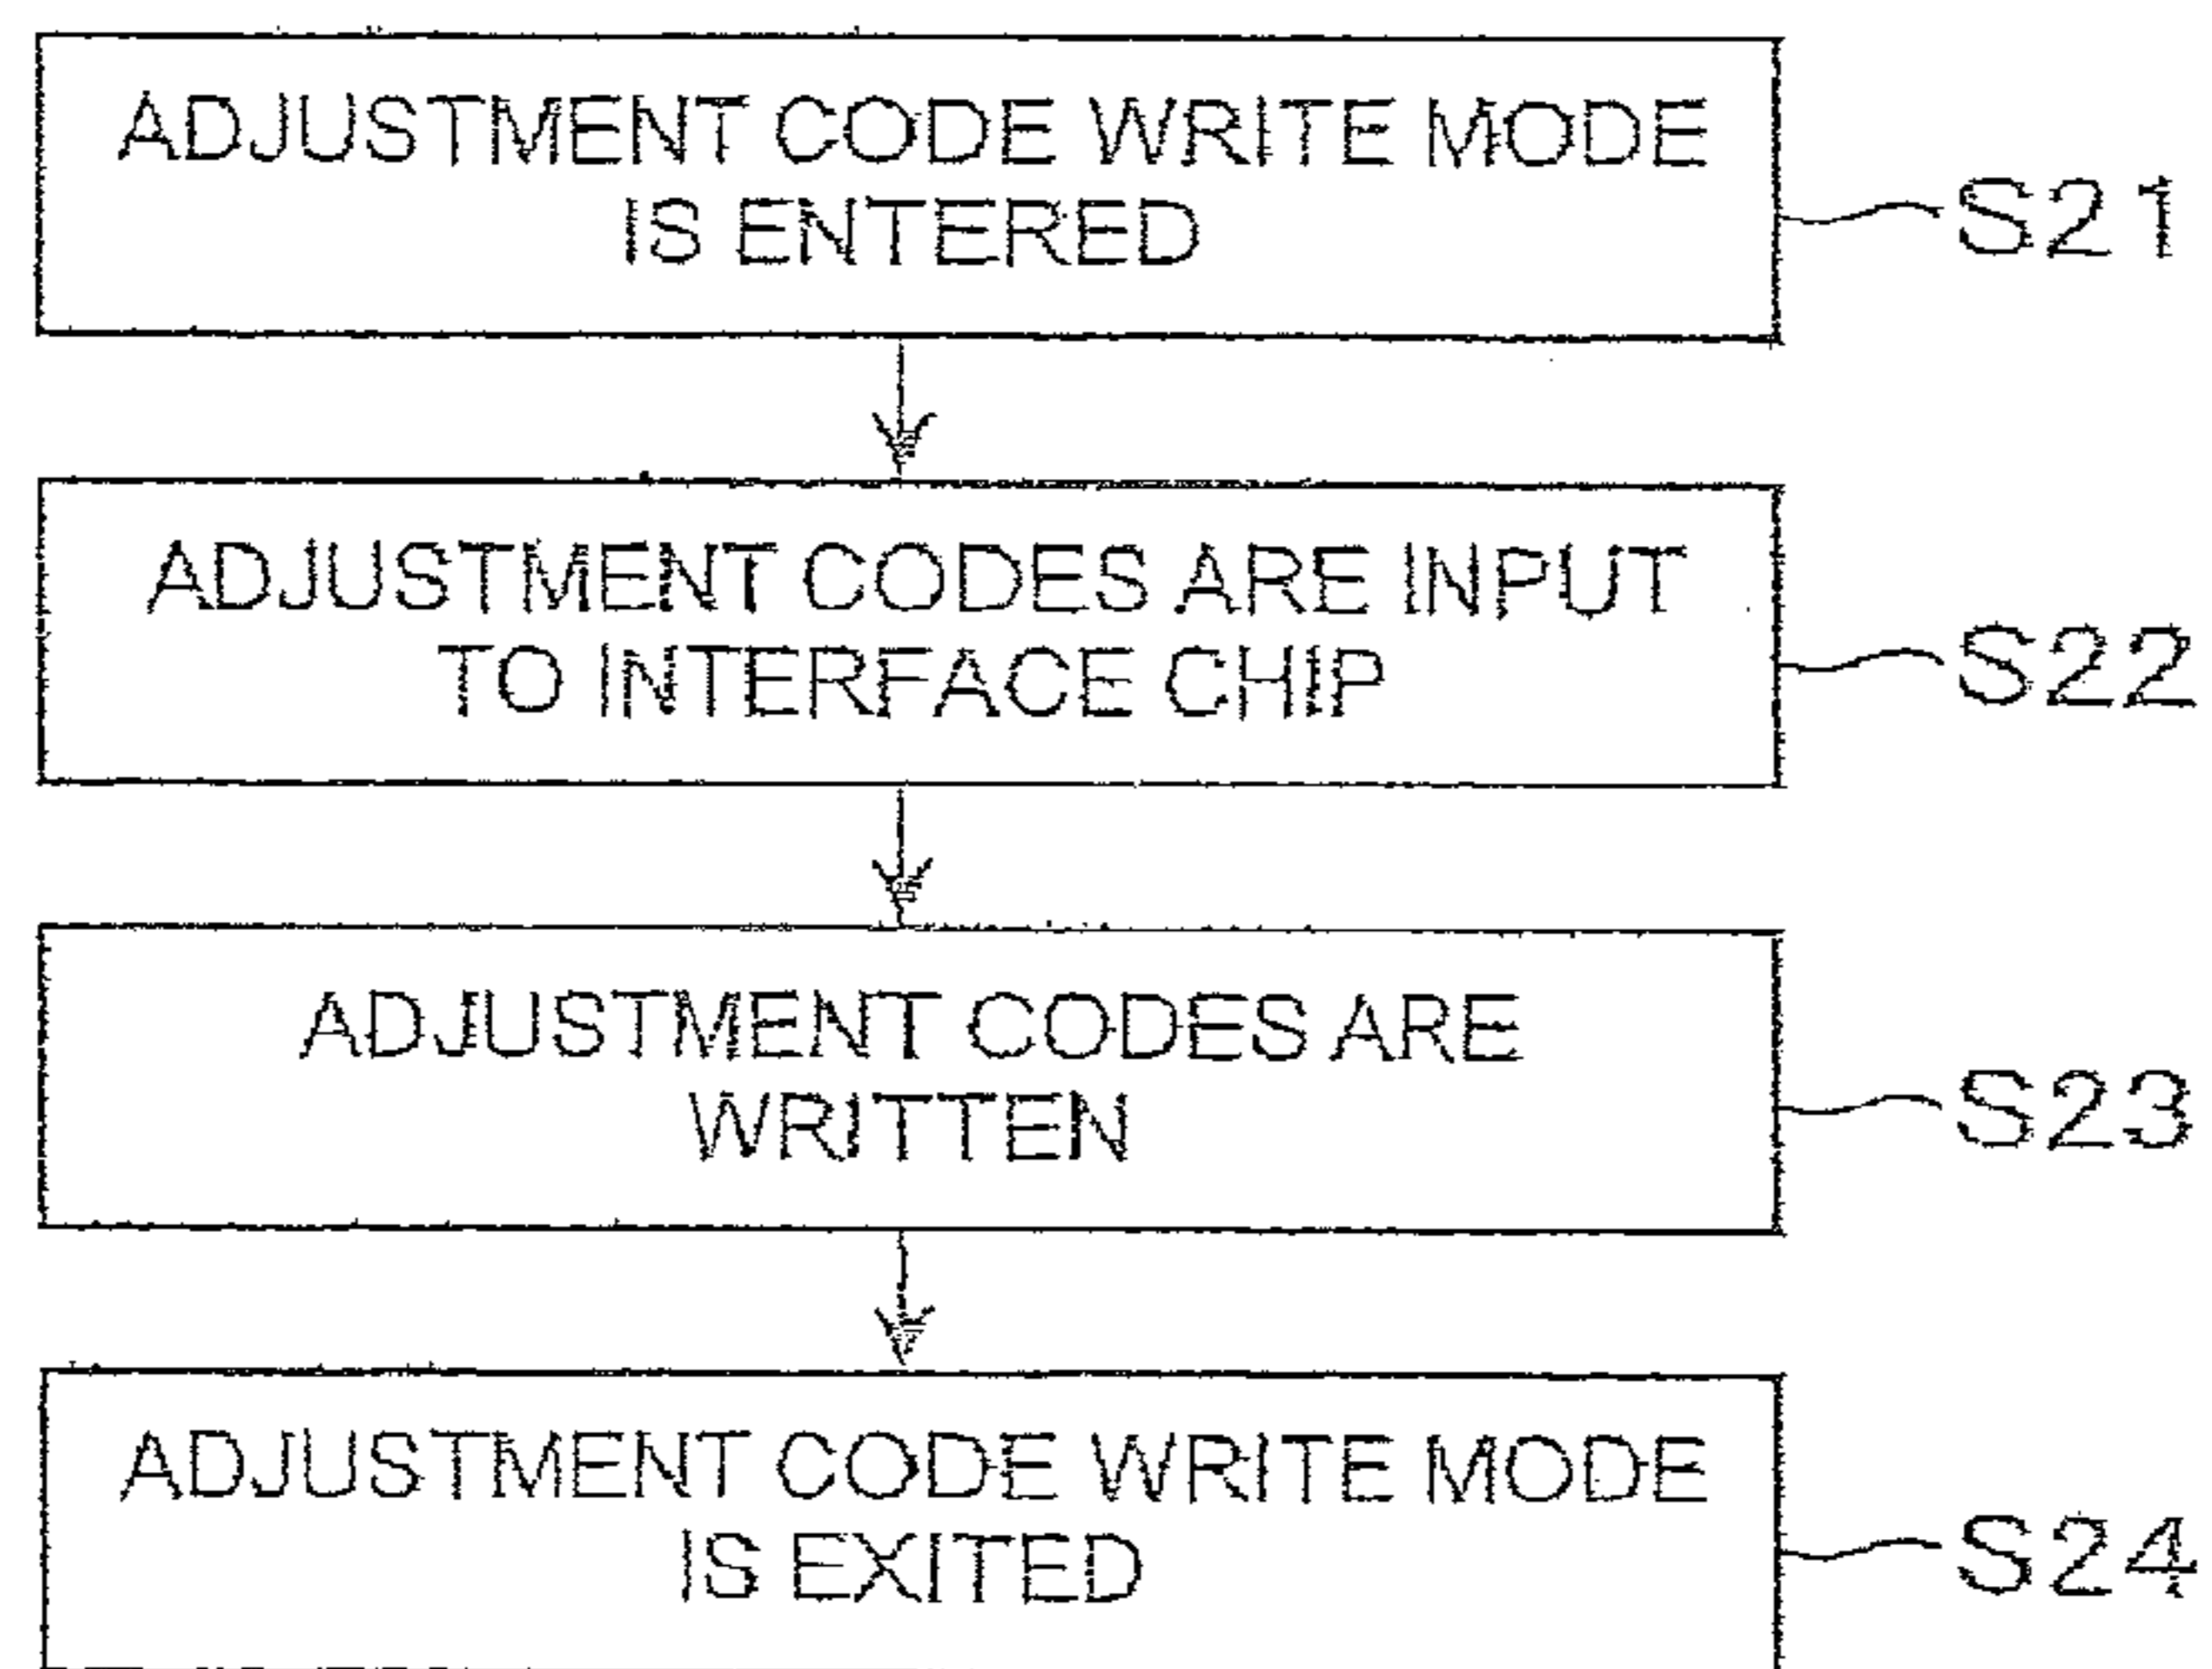 ADJUSTMENT CODE WRITE MODE
IS ENTERED
S21
ADJUSTMENT CODES ARE INPUT
TO INTERFACE CHIP
S22
ADJUSTMENT CODES ARE
WRITTEN
S23
ADJUSTMENT CODE WRITE MODE
IS EXITED
S24